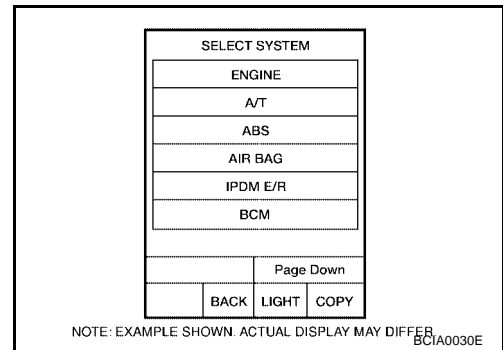 SELECT SYSTEM
ENGINE
A/T
ABS
AIR BAG
IPDM E/R
BCM
Page Down
BACK LIGHT COPY
NOTE: EXAMPLE SHOWN. ACTUAL DISPLAY MAY DIFFER.
BCIA0030E